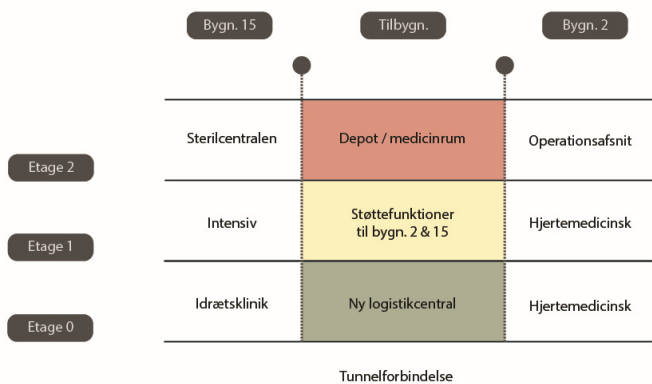 Bygn. 15
Tilbygn.
Bygn. 2
Sterilcentralen
Depot / medicinrum
Operationsafsnit
Etage 2
Intensiv
Støttefunktioner
til bygn. 2 & 15
Hjertemedicinsk
Etage 1
Idrætsklinik
Ny logistikcentral
Hjertemedicinsk
Etage 0
Tunnelforbindelse